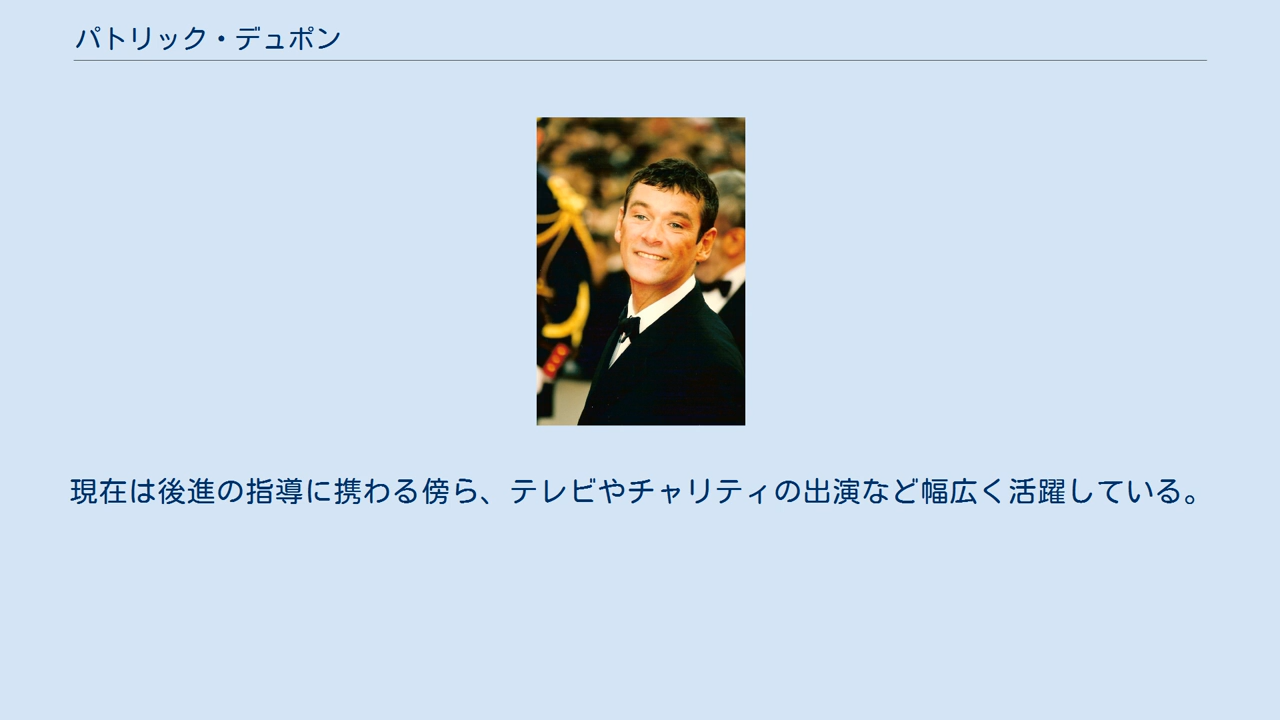 パトリック・デュポン
現在は後進の指導に携わる傍ら、テレビやチャリティの出演など幅広く活躍している。